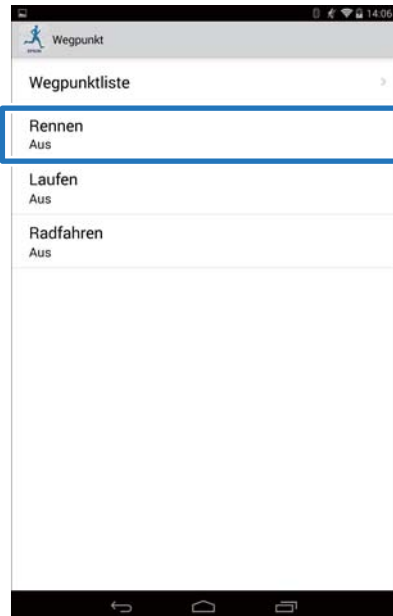 14:06
Wegpunkt
Wegpunktliste
Rennen
Aus
Laufen
Aus
Radfahren
Aus